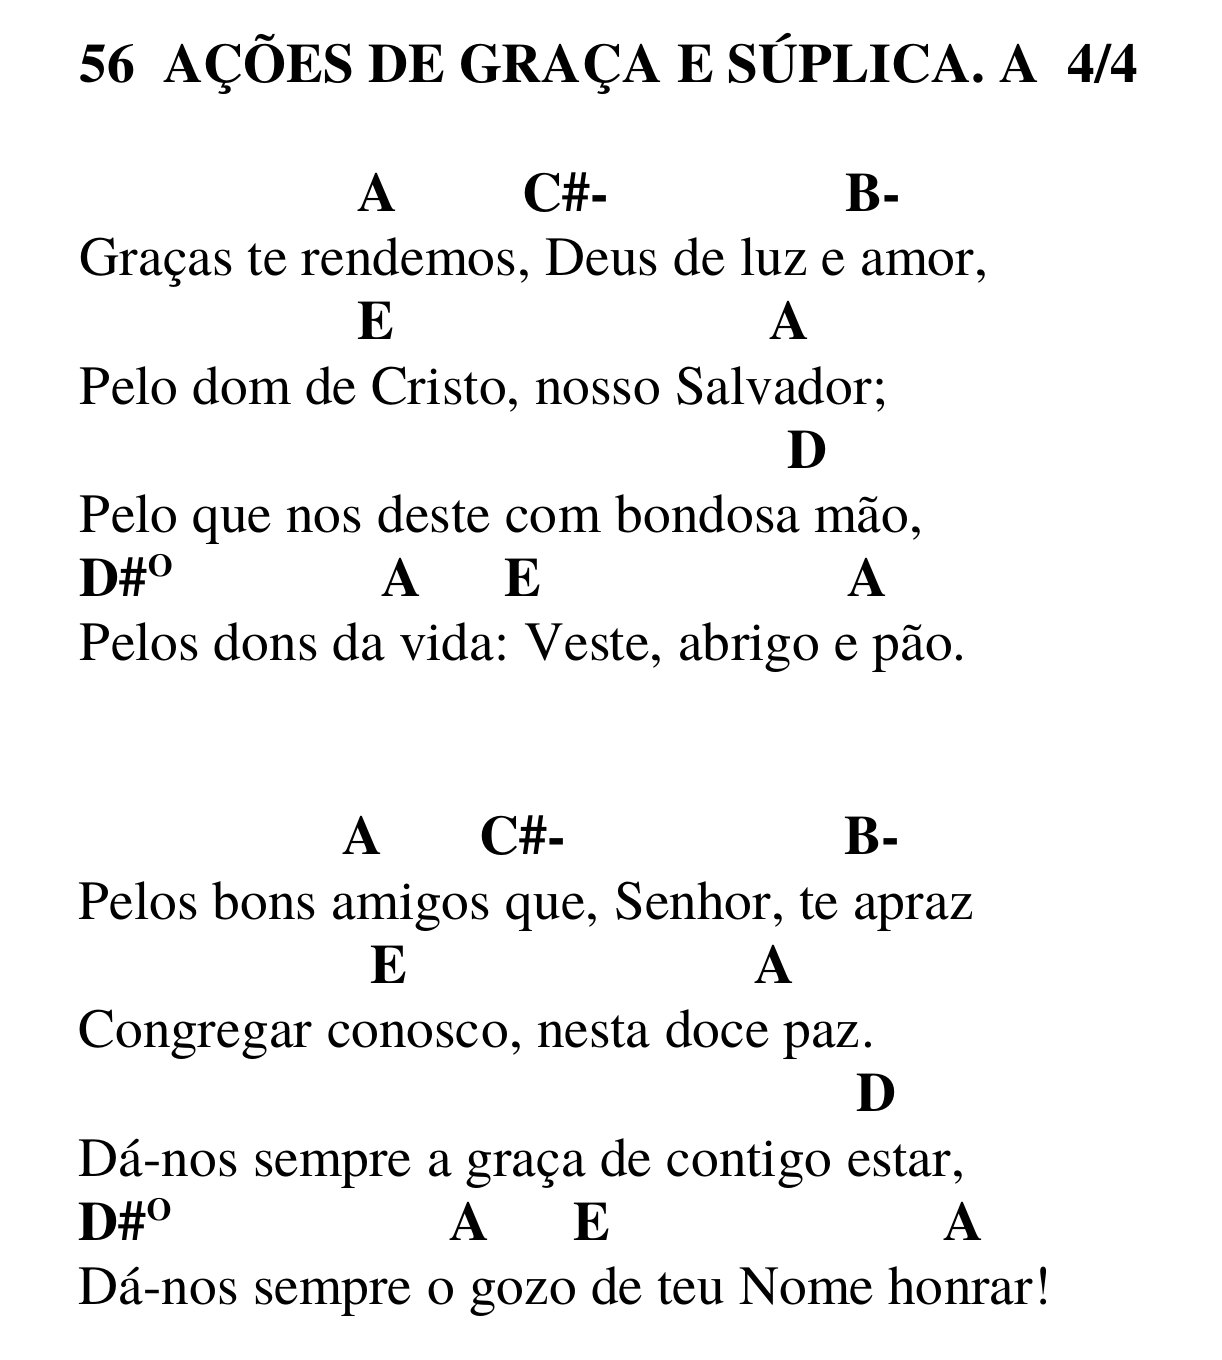 56 AÇÕES DE GRAÇA E SÚPLICA. A 4/4
A C#- B-
Graças te rendemos, Deus de luz e amor,
E A
Pelo dom de Cristo, nosso Salvador;
D
Pelo que nos deste com bondosa mão,
D#º A E A
Pelos dons da vida: Veste, abrigo e pão.
A C#- B-
Pelos bons amigos que, Senhor, te apraz
E A
Congregar conosco, nesta doce paz.
D
Dá-nos sempre a graça de contigo estar,
D#º A E A
Dá-nos sempre o gozo de teu Nome honrar!